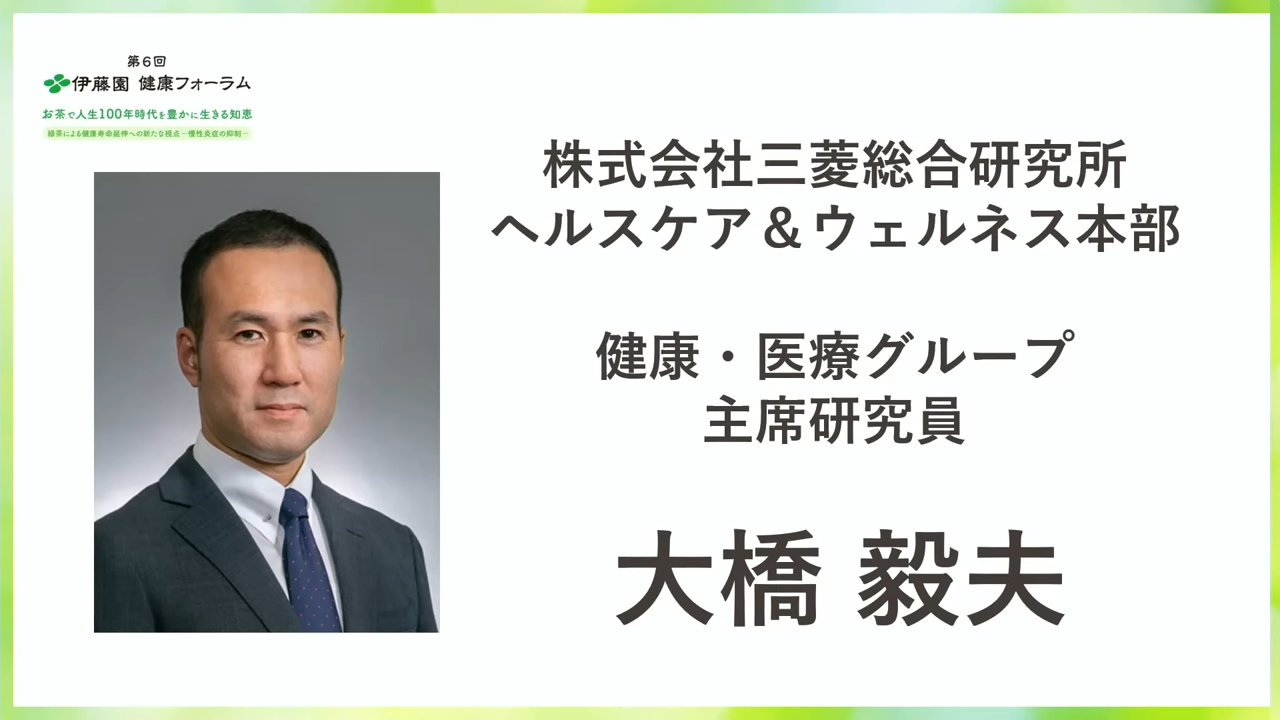 第6回
伊藤園 健康フォーラム
お茶で人生100年時代を豊かに生きる知恵
緑茶による健康寿命延伸への新たな視点―慢性炎症の抑制―
株式会社三菱総合研究所
ヘルスケア＆ウェルネス本部
健康・医療グループ
主席研究員
大橋 毅夫